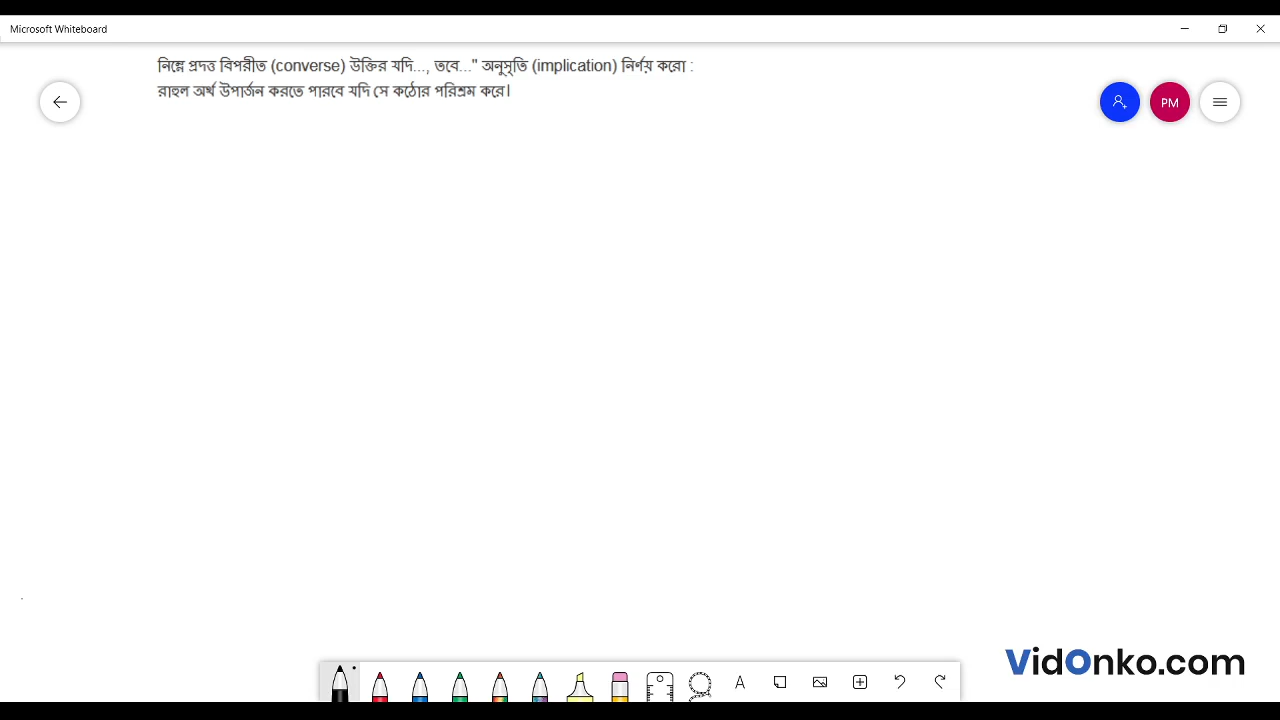 Microsoft Whiteboard
নিম্নে প্রদত্ত বিপরীত (converse) উক্তির যদি..., তবে..." অনুসৃতি (implication) নির্ণয় করো :
রাহুল অর্থ উপার্জন করতে পারবে যদি সে কঠোর পরিশ্রম করে।
PM
A
VidOnko.com